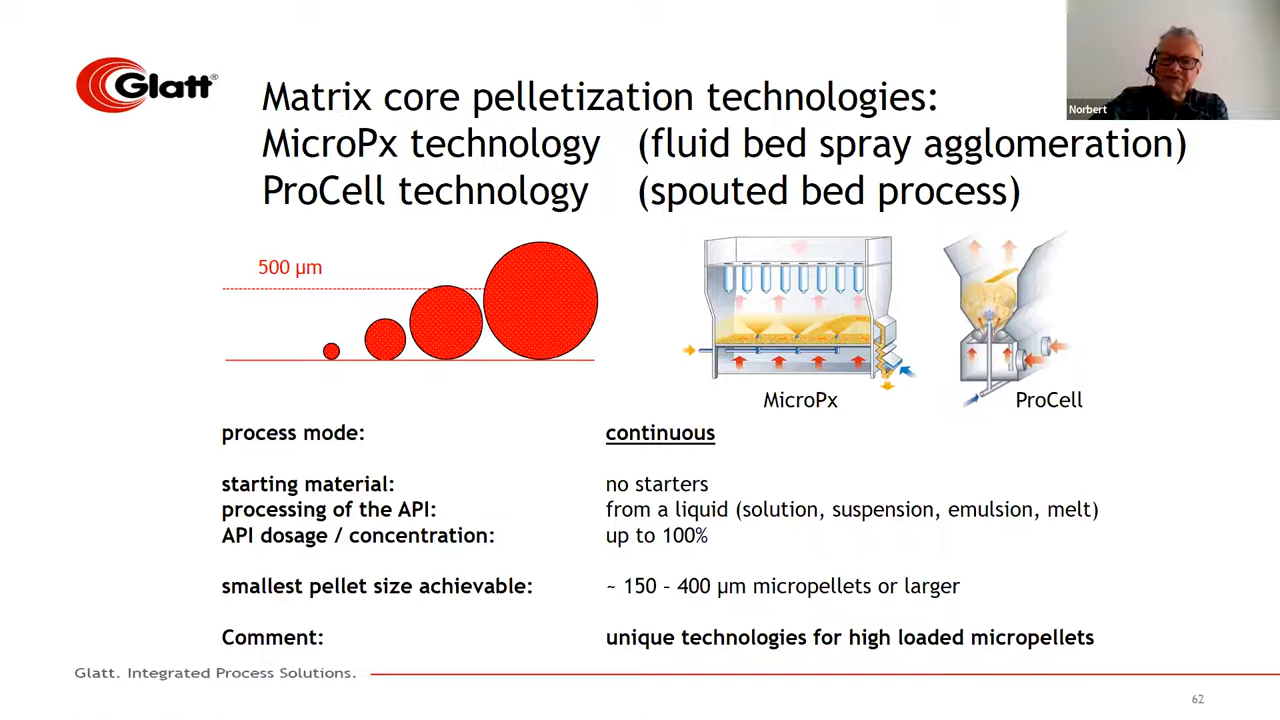 Glatt®
Norbert
Matrix core pelletization technologies:
MicroPx technology (fluid bed spray agglomeration)
ProCell technology (spouted bed process)
500 µm
MicroPx
ProCell
process mode: continuous
starting material: no starters
processing of the API: from a liquid (solution, suspension, emulsion, melt)
API dosage / concentration: up to 100%
smallest pellet size achievable: ~ 150 – 400 µm micropellets or larger
Comment: unique technologies for high loaded micropellets
Glatt. Integrated Process Solutions.
62